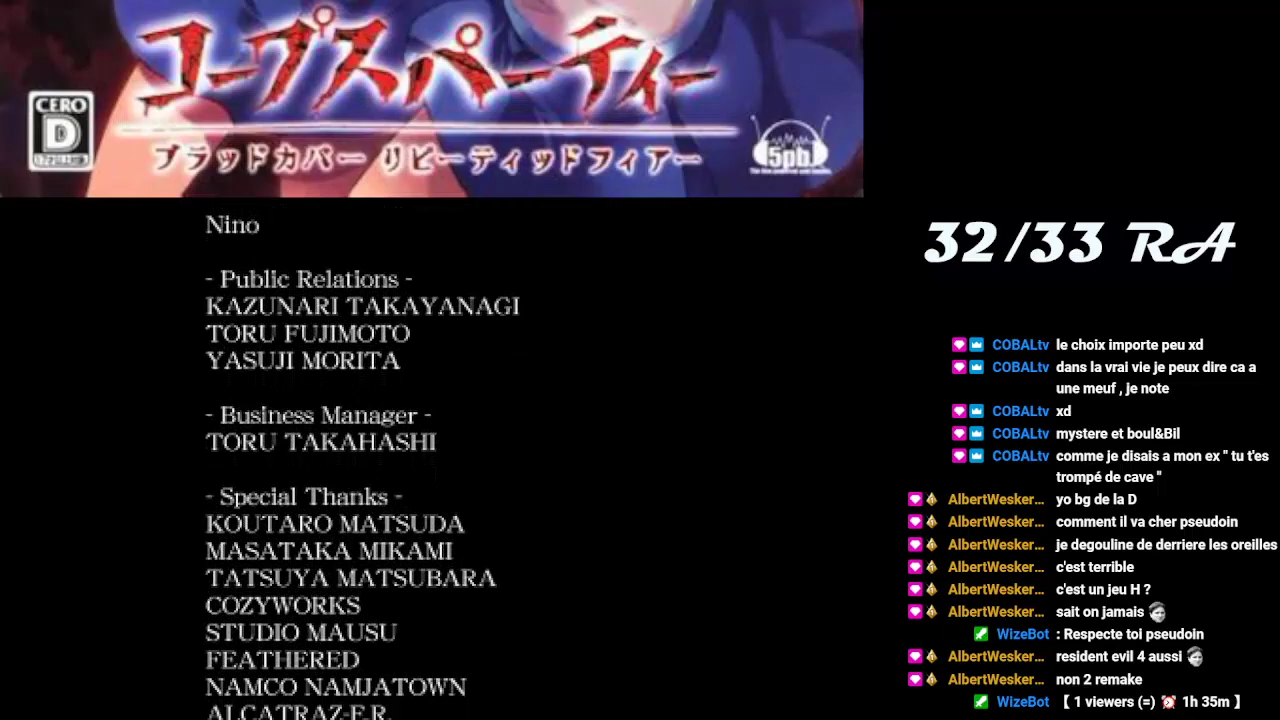 コープスパーティー
CERO
D
ブラッドカバー リピーティッドフィアー
5pb.
Nino
- Public Relations -
KAZUNARI TAKAYANAGI
TORU FUJIMOTO
YASUJI MORITA
- Business Manager -
TORU TAKAHASHI
- Special Thanks -
KOUTARO MATSUDA
MASATAKA MIKAMI
TATSUYA MATSUBARA
COZYWORKS
STUDIO MAUSU
FEATHERED
NAMCO NAMJATOWN
ALCATRAZ-E.R.
32/33 RA
COBALtv le choix importe peu xd
COBALtv dans la vrai vie je peux dire ca a
une meuf , je note
COBALtv xd
COBALtv mystere et boul&Bil
COBALtv comme je disais a mon ex " tu t'es
trompé de cave "
AlbertWesker... yo bg de la D
AlbertWesker... comment il va cher pseudoin
AlbertWesker... je degouline de derriere les oreilles
AlbertWesker... c'est terrible
AlbertWesker... c'est un jeu H ?
AlbertWesker... sait on jamais
WizeBot : Respecte toi pseudoin
AlbertWesker... resident evil 4 aussi
AlbertWesker... non 2 remake
WizeBot 【 1 viewers (=) ⏰ 1h 35m 】